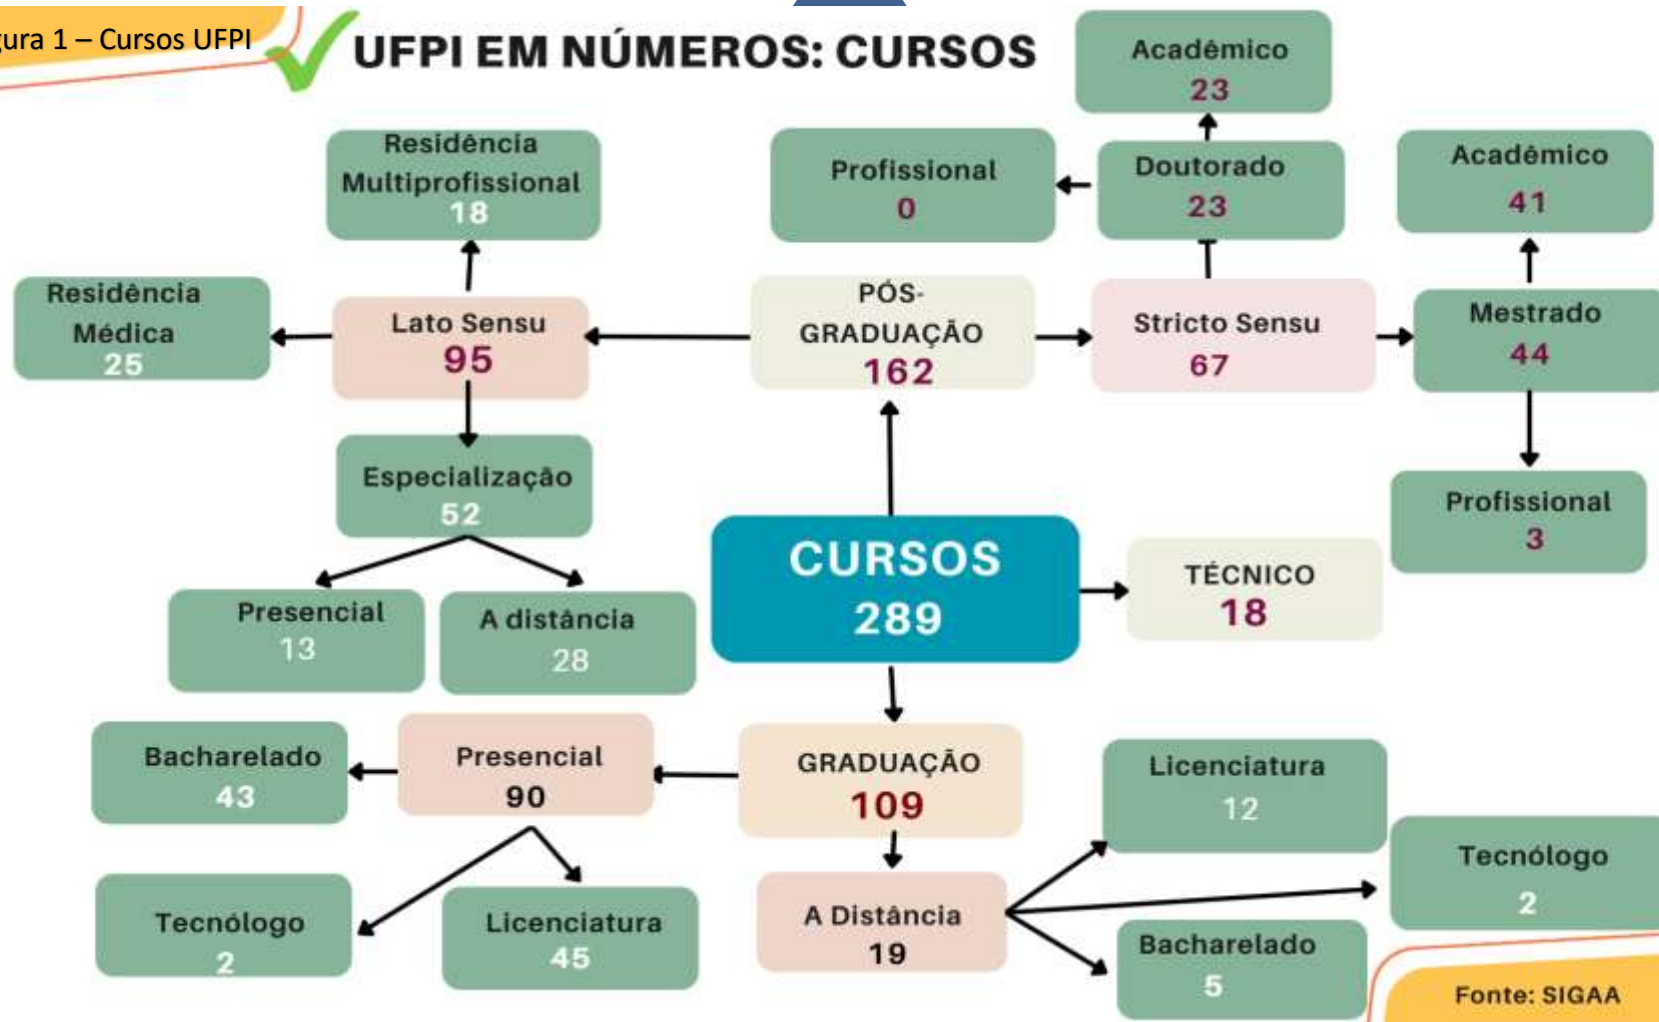 ura 1 – Cursos UFPI
UFPI EM NÚMEROS: CURSOS
Acadêmico
23
Residência
Multiprofissional
18
Profissional
0
Doutorado
23
Acadêmico
41
Residência
Médica
25
Lato Sensu
95
PÓS-
GRADUAÇÃO
162
Stricto Sensu
67
Mestrado
44
Especialização
52
Profissional
3
CURSOS
289
TÉCNICO
18
Presencial
13
A distância
28
Bacharelado
43
Presencial
90
GRADUAÇÃO
109
Licenciatura
12
Tecnólogo
2
Tecnólogo
2
Licenciatura
45
A Distância
19
Bacharelado
5
Fonte: SIGAA